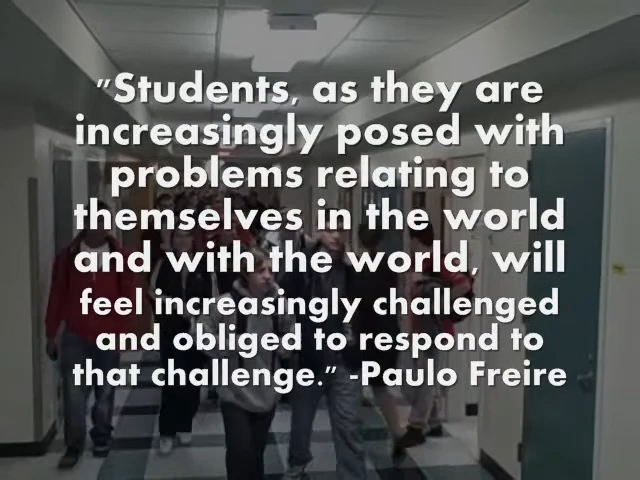 "Students, as they are
increasingly posed with
problems relating to
themselves in the world
and with the world, will
feel increasingly challenged
and obliged to respond to
that challenge." -Paulo Freire